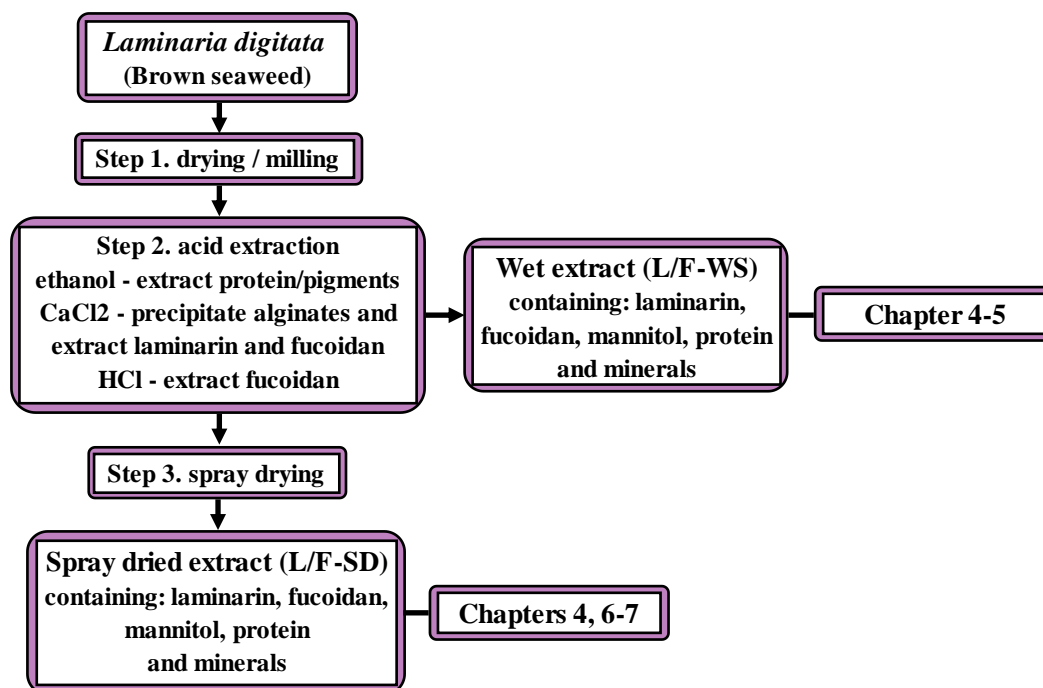 Laminaria digitata
(Brown seaweed)
Step 1. drying / milling
Step 2. acid extraction
ethanol - extract protein/pigments
CaCl2 - precipitate alginates and
extract laminarin and fucoidan
HCl - extract fucoidan
Wet extract (L/F-WS)
containing: laminarin,
fucoidan, mannitol, protein
and minerals
Chapter 4-5
Step 3. spray drying
Spray dried extract (L/F-SD)
containing: laminarin, fucoidan,
mannitol, protein
and minerals
Chapters 4, 6-7